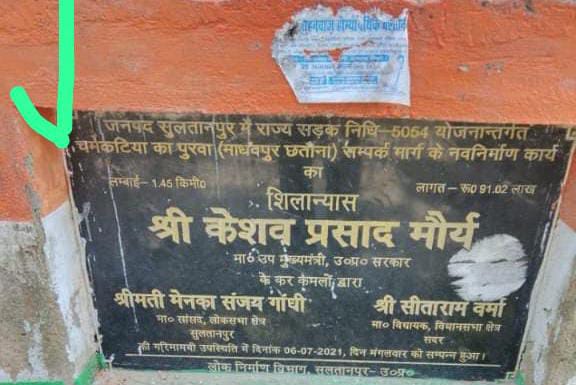 जनपद सुलतानपुर में राज्य सड़क निधि-5054 योजनान्तर्गत
चर्मकटिया का पुरवा (माधवपुर छतौना) सम्पर्क मार्ग के नवनिर्माण कार्य
का
लम्बाई- 1.45 किमी०
लागत - रू0 91.02 लाख
शिलान्यास
श्री केशव प्रसाद मौर्य
मा० उप मुख्यमंत्री, उ०प्र० सरकार
के कर कमलों द्वारा
श्रीमती मेनका संजय गांधी
श्री सीताराम वर्मा
मा० सांसद, लोकसभा क्षेत्र
मा० विधायक, विधानसभा क्षेत्र
सुलतानपुर
सदर
की गरिमामयी उपस्थिति में दिनांक 06-07-2021, दिन मंगलवार को सम्पन्न हुआ।
लोक निर्माण विभाग, सुलतानपुर - उ०प्र०